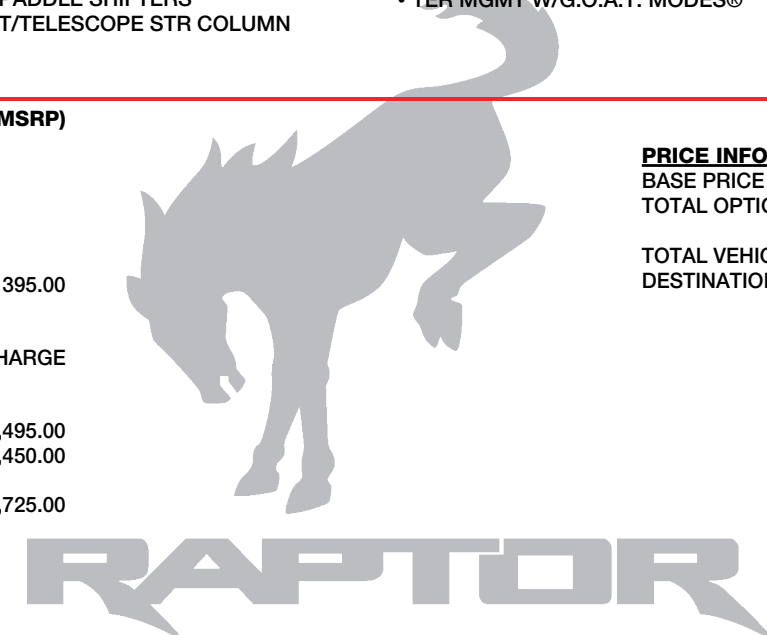 PADDLE SHIFTERS
T/TELESCOPE STR COLUMN
• TER MGMT W/G.O.A.T. MODES®
MSRP)
395.00
HARGE
,495.00
,450.00
,725.00
PRICE INFO
BASE PRICE
TOTAL OPTIO
TOTAL VEHIC
DESTINATION
RAPTOR